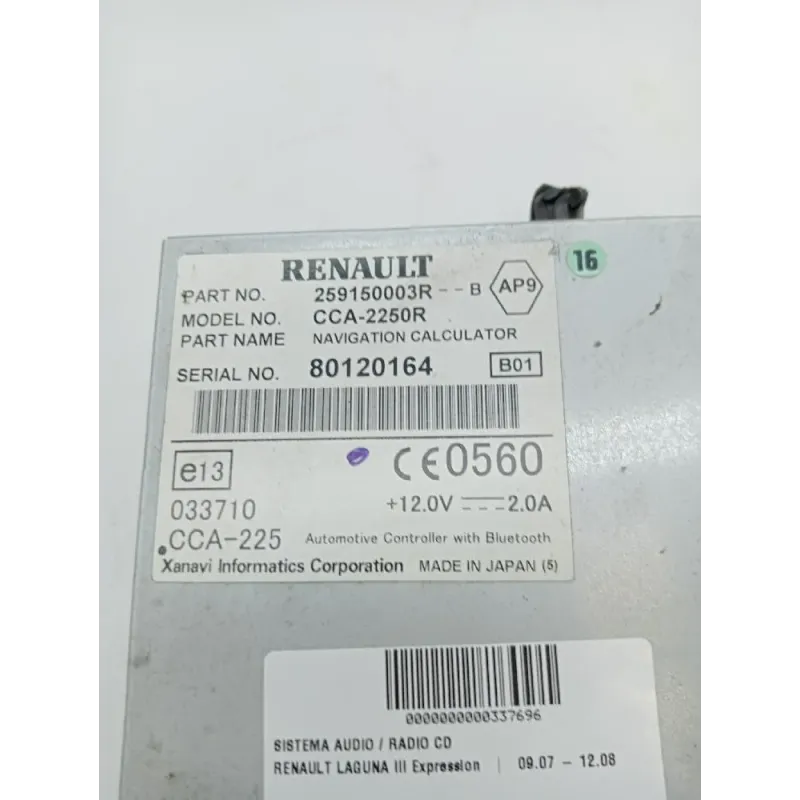 RENAULT
16
PART NO. 259150003R--B AP9
MODEL NO. CCA-2250R
PART NAME NAVIGATION CALCULATOR
SERIAL NO. 80120164 B01
e13 CE0560
033710 +12.0V 2.0A
CCA-225 Automotive Controller with Bluetooth
Xanavi Informatics Corporation MADE IN JAPAN (5)
0000000000337696
SISTEMA AUDIO / RADIO CD
RENAULT LAGUNA III Expression | 09.07 - 12.08